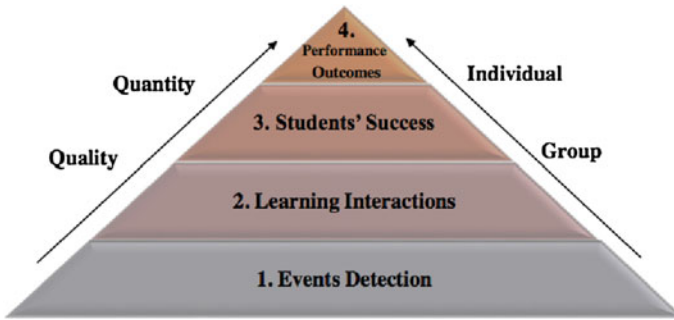 4.
Performance
Outcomes
Quantity
Individual
3. Students' Success
Quality
Group
2. Learning Interactions
1. Events Detection